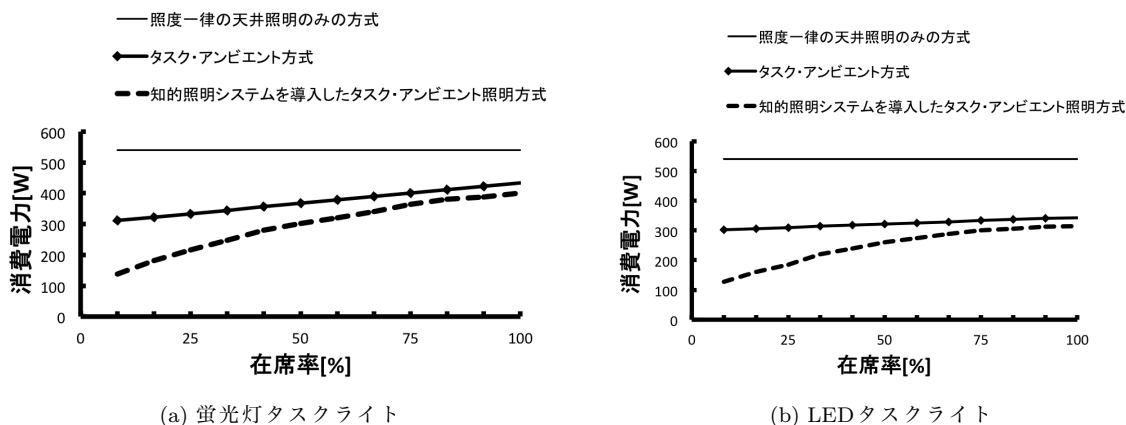 照度一律の天井照明のみの方式
タスク・アンビエント方式
知的照明システムを導入したタスク・アンビエント照明方式
消費電力[W]
600
500
400
300
200
100
0
0
25
50
75
100
在席率[%]
(a) 蛍光灯タスクライト
照度一律の天井照明のみの方式
タスク・アンビエント方式
知的照明システムを導入したタスク・アンビエント照明方式
消費電力[W]
600
500
400
300
200
100
0
0
25
50
75
100
在席率[%]
(b) LEDタスクライト